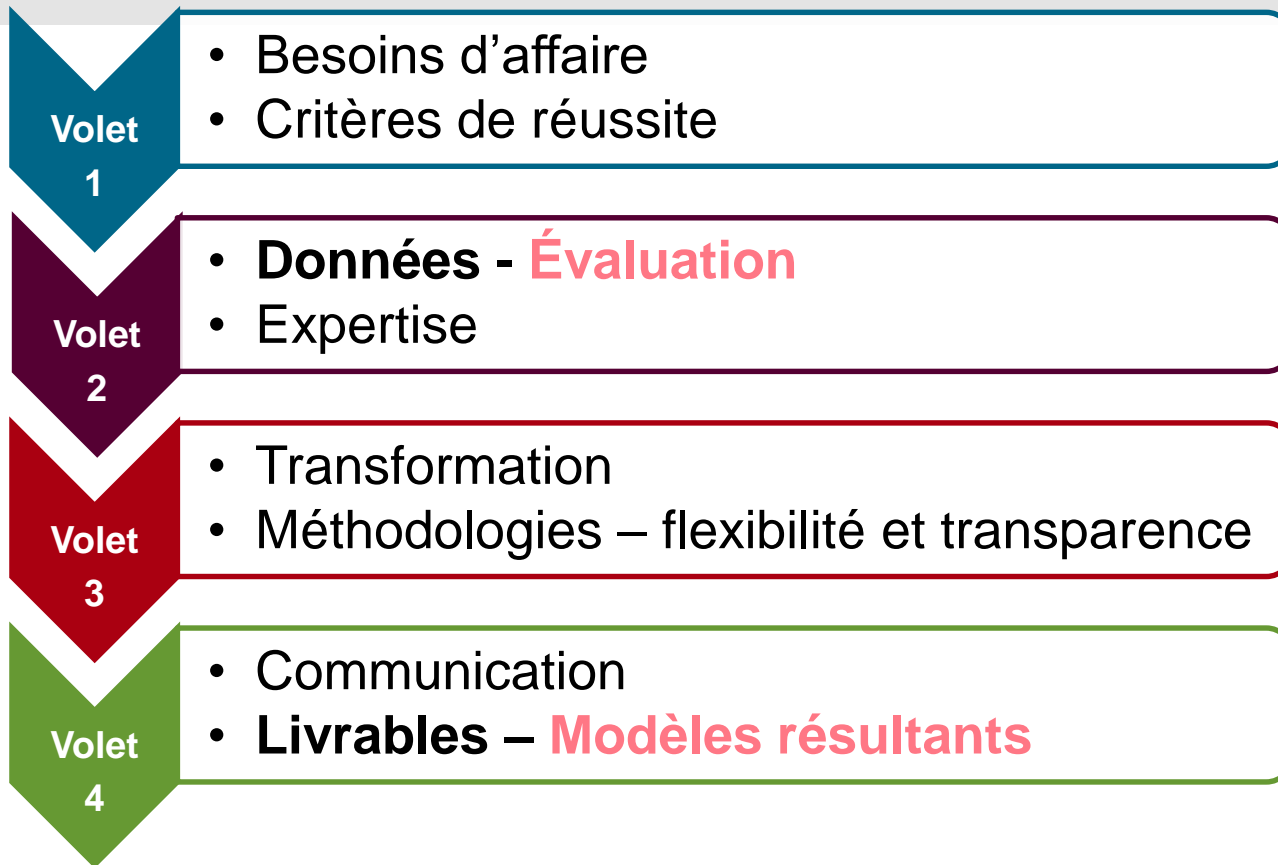 Volet
1
• Besoins d’affaire
• Critères de réussite
Volet
2
• Données - Évaluation
• Expertise
Volet
3
• Transformation
• Méthodologies – flexibilité et transparence
Volet
4
• Communication
• Livrables – Modèles résultants